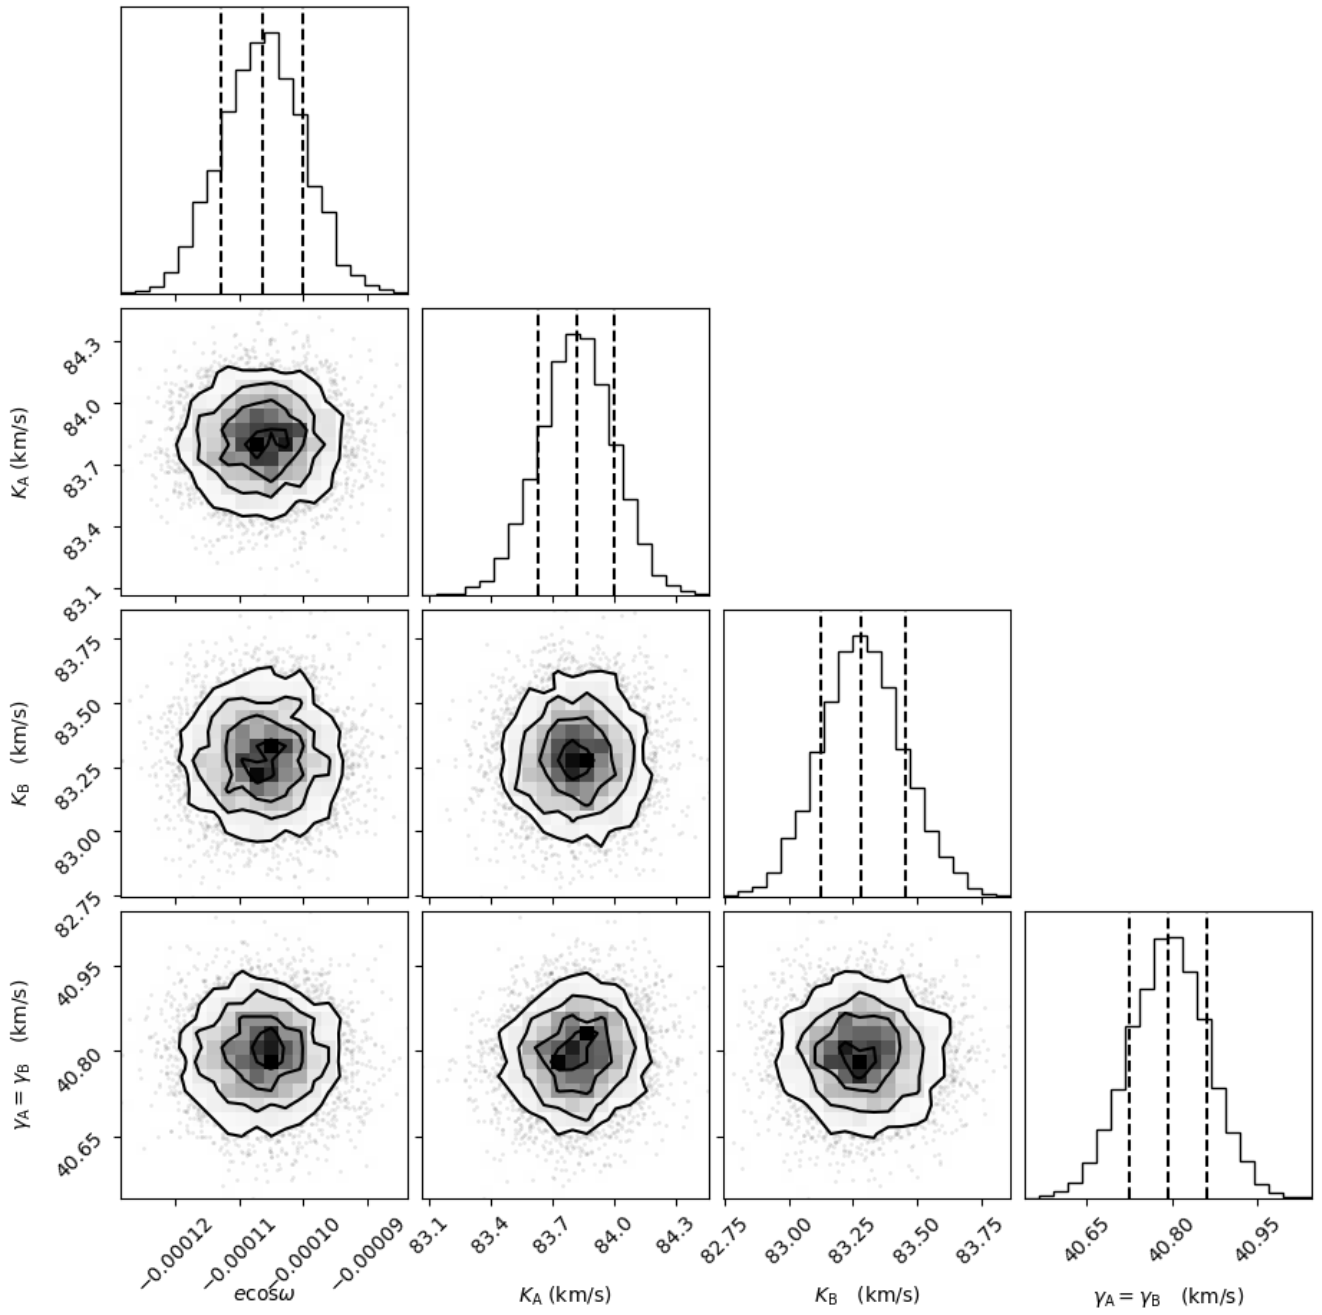 84.3
84.0
83.7
83.4
83.1
K_A (km/s)
83.75
83.50
83.25
83.00
82.75
K_B (km/s)
40.95
40.80
40.65
γ_A = γ_B (km/s)
−0.00012 −0.00011 −0.00010 −0.00009
83.1 83.4 83.7 84.0 84.3
82.75 83.00 83.25 83.50 83.75
40.65 40.80 40.95
ecosω K_A (km/s) K_B (km/s) γ_A = γ_B (km/s)